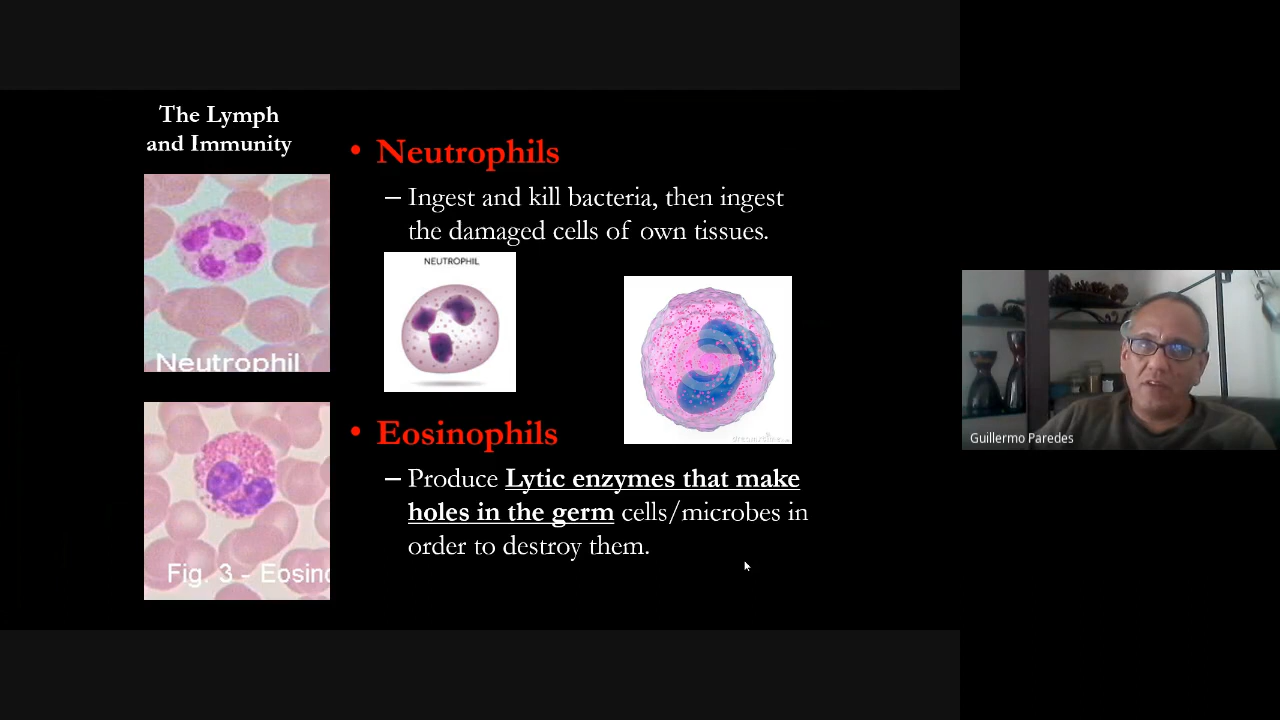 The Lymph
and Immunity
• Neutrophils
– Ingest and kill bacteria, then ingest
the damaged cells of own tissues.
NEUTROPHIL
Neutrophil
• Eosinophils
– Produce Lytic enzymes that make
holes in the germ cells/microbes in
order to destroy them.
Fig. 3 - Eosino
Guillermo Paredes